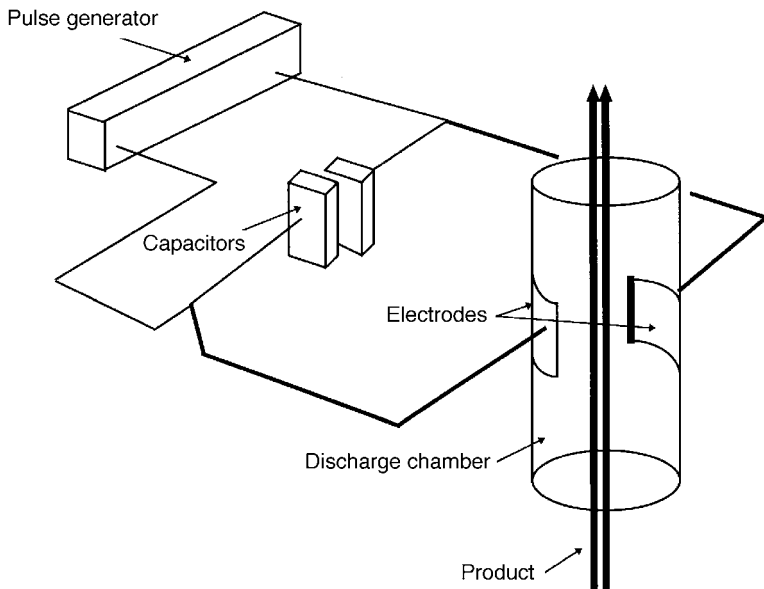 Pulse generator
Capacitors
Electrodes
Discharge chamber
Product